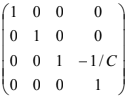 1 0 0 0
0 1 0 0
0 0 1 −1/C
0 0 0 1